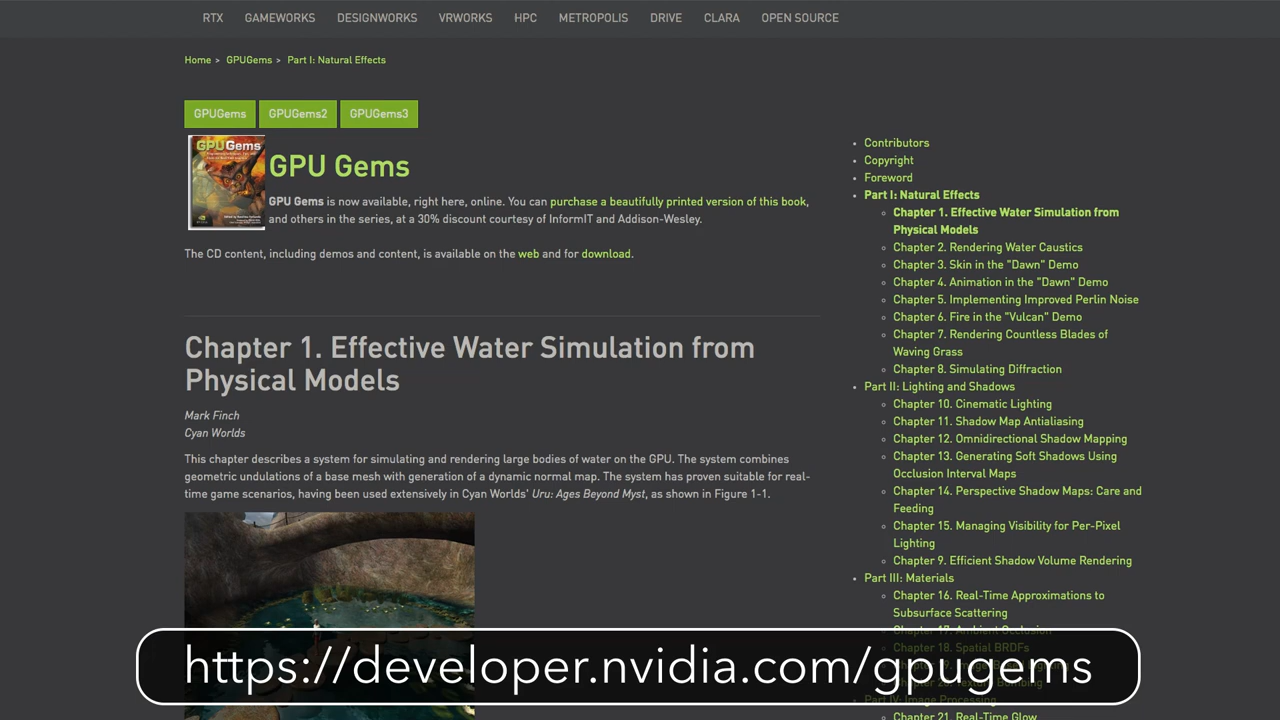 RTX GAMEWORKS DESIGNWORKS VRWORKS HPC METROPOLIS DRIVE CLARA OPEN SOURCE
Home > GPUGems > Part I: Natural Effects
GPUGems GPUGems2 GPUGems3
GPUGems
GPU Gems
GPU Gems is now available, right here, online. You can purchase a beautifully printed version of this book,
and others in the series, at a 30% discount courtesy of InformIT and Addison-Wesley.
The CD content, including demos and content, is available on the web and for download.
Chapter 1. Effective Water Simulation from
Physical Models
Mark Finch
Cyan Worlds
This chapter describes a system for simulating and rendering large bodies of water on the GPU. The system combines
geometric undulations of a base mesh with generation of a dynamic normal map. The system has proven suitable for real-
time game scenarios, having been used extensively in Cyan Worlds' Uru: Ages Beyond Myst, as shown in Figure 1-1.
Contributors
Copyright
Foreword
Part I: Natural Effects
Chapter 1. Effective Water Simulation from
Physical Models
Chapter 2. Rendering Water Caustics
Chapter 3. Skin in the "Dawn" Demo
Chapter 4. Animation in the "Dawn" Demo
Chapter 5. Implementing Improved Perlin Noise
Chapter 6. Fire in the "Vulcan" Demo
Chapter 7. Rendering Countless Blades of
Waving Grass
Chapter 8. Simulating Diffraction
Part II: Lighting and Shadows
Chapter 10. Cinematic Lighting
Chapter 11. Shadow Map Antialiasing
Chapter 12. Omnidirectional Shadow Mapping
Chapter 13. Generating Soft Shadows Using
Occlusion Interval Maps
Chapter 14. Perspective Shadow Maps: Care and
Feeding
Chapter 15. Managing Visibility for Per-Pixel
Lighting
Chapter 9. Efficient Shadow Volume Rendering
Part III: Materials
Chapter 16. Real-Time Approximations to
Subsurface Scattering
Chapter 17. Ambient Occlusion
Chapter 18. Spatial BRDFs
https://developer.nvidia.com/gpugems
Part IV: Image Processing
Chapter 21. Real-Time Glow